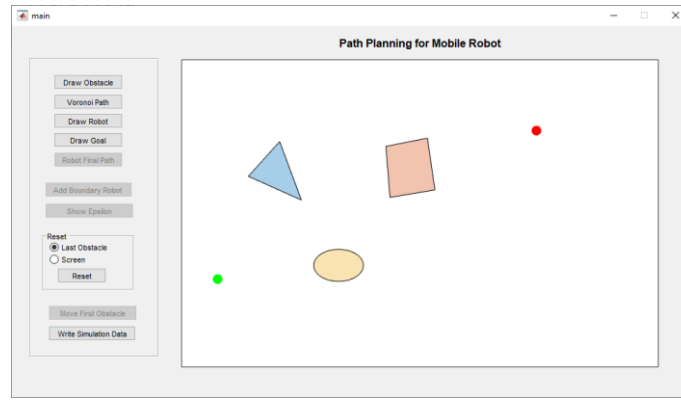 main
Path Planning for Mobile Robot
Draw Obstacle
Voronoi Path
Draw Robot
Draw Goal
Robot Final Path
Add Boundary Robot
Show Epsilon
Reset
Last Obstacle
Screen
Reset
Move First Obstacle
Write Simulation Data